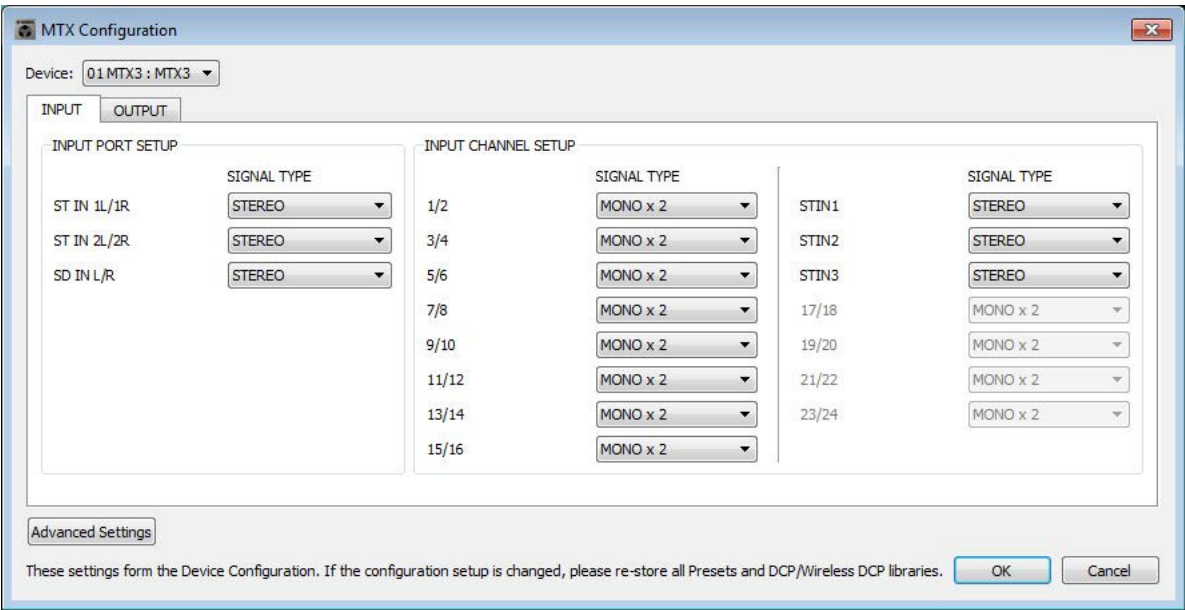 MTX Configuration
Device: 01 MTX3 : MTX3
INPUT OUTPUT
INPUT PORT SETUP INPUT CHANNEL SETUP
SIGNAL TYPE SIGNAL TYPE SIGNAL TYPE
ST IN 1L/1R STEREO 1/2 MONO x 2 STIN1 STEREO
ST IN 2L/2R STEREO 3/4 MONO x 2 STIN2 STEREO
SD IN L/R STEREO 5/6 MONO x 2 STIN3 STEREO
7/8 MONO x 2 17/18 MONO x 2
9/10 MONO x 2 19/20 MONO x 2
11/12 MONO x 2 21/22 MONO x 2
13/14 MONO x 2 23/24 MONO x 2
15/16 MONO x 2
Advanced Settings
These settings form the Device Configuration. If the configuration setup is changed, please re-store all Presets and DCP/Wireless DCP libraries. OK Cancel